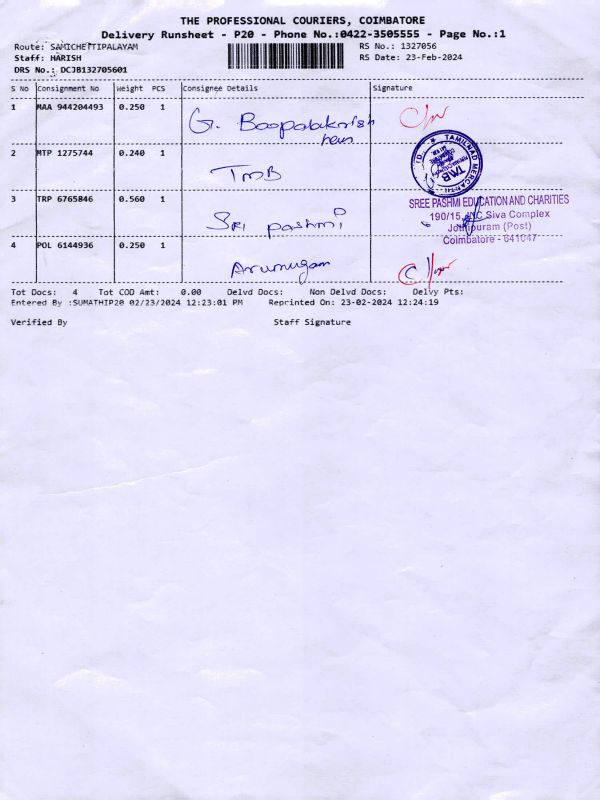 THE PROFESSIONAL COURIERS, COIMBATORE
Delivery Runsheet - P20 - Phone No.:0422-3505555 - Page No.:1
Route: SAMICHETTIPALAYAM RS No.: 1327056
Staff: HARISH RS Date: 23-Feb-2024
DRS No.: DCJB132705601
S No Consignment No Weight PCS Consignee Details Signature
1 MAA 944204493 0.250 1 G. Boopalakrish
nan
2 MTP 1275744 0.240 1 TMB
TAMILNAD MERCANTILE
TMB
3 TRP 6765846 0.560 1 Sri pashmi
SREE PASHMI EDUCATION AND CHARITIES
190/15, Siva Complex
Jothipuram (Post)
Coimbatore - 641047
4 POL 6144936 0.250 1 Arumugam
Tot Docs: 4 Tot COD Amt: 0.00 Delvd Docs: Non Delvd Docs: Delvy Pts:
Entered By :SUMATHIP20 02/23/2024 12:23:01 PM Reprinted On: 23-02-2024 12:24:19
Verified By Staff Signature